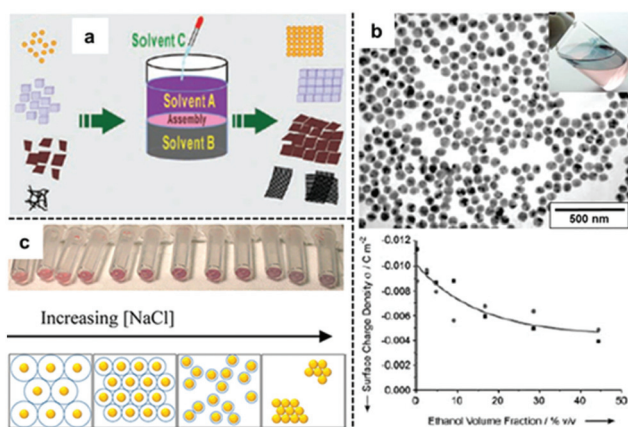 a
Solvent C
Solvent A
Assembly
Solvent B
b
500 nm
c
Increasing [NaCl]
-0.012
-0.010
-0.008
-0.006
-0.004
-0.002
-0.000
0
10
20
30
40
50
Surface Charge Density σ / C m⁻²
Ethanol Volume Fraction / % v/v